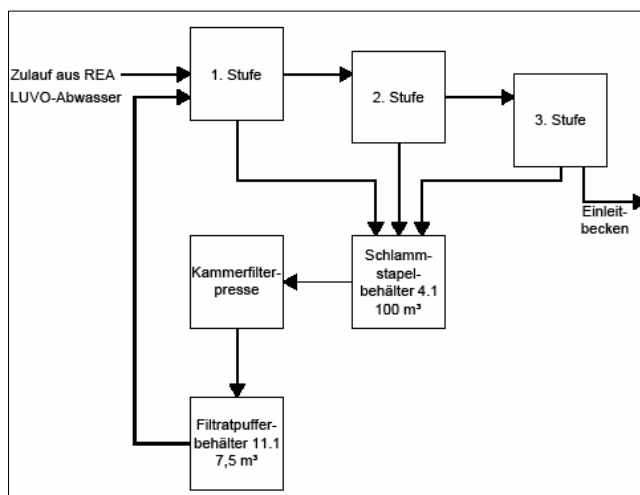 Zulauf aus REA
LUVO-Abwasser
1. Stufe
2. Stufe
3. Stufe
Einleit-
becken
Kammerfilter-
presse
Schlamm-
stapel-
behälter 4.1
100 m³
Filtratpuffer-
behälter 11.1
7,5 m³